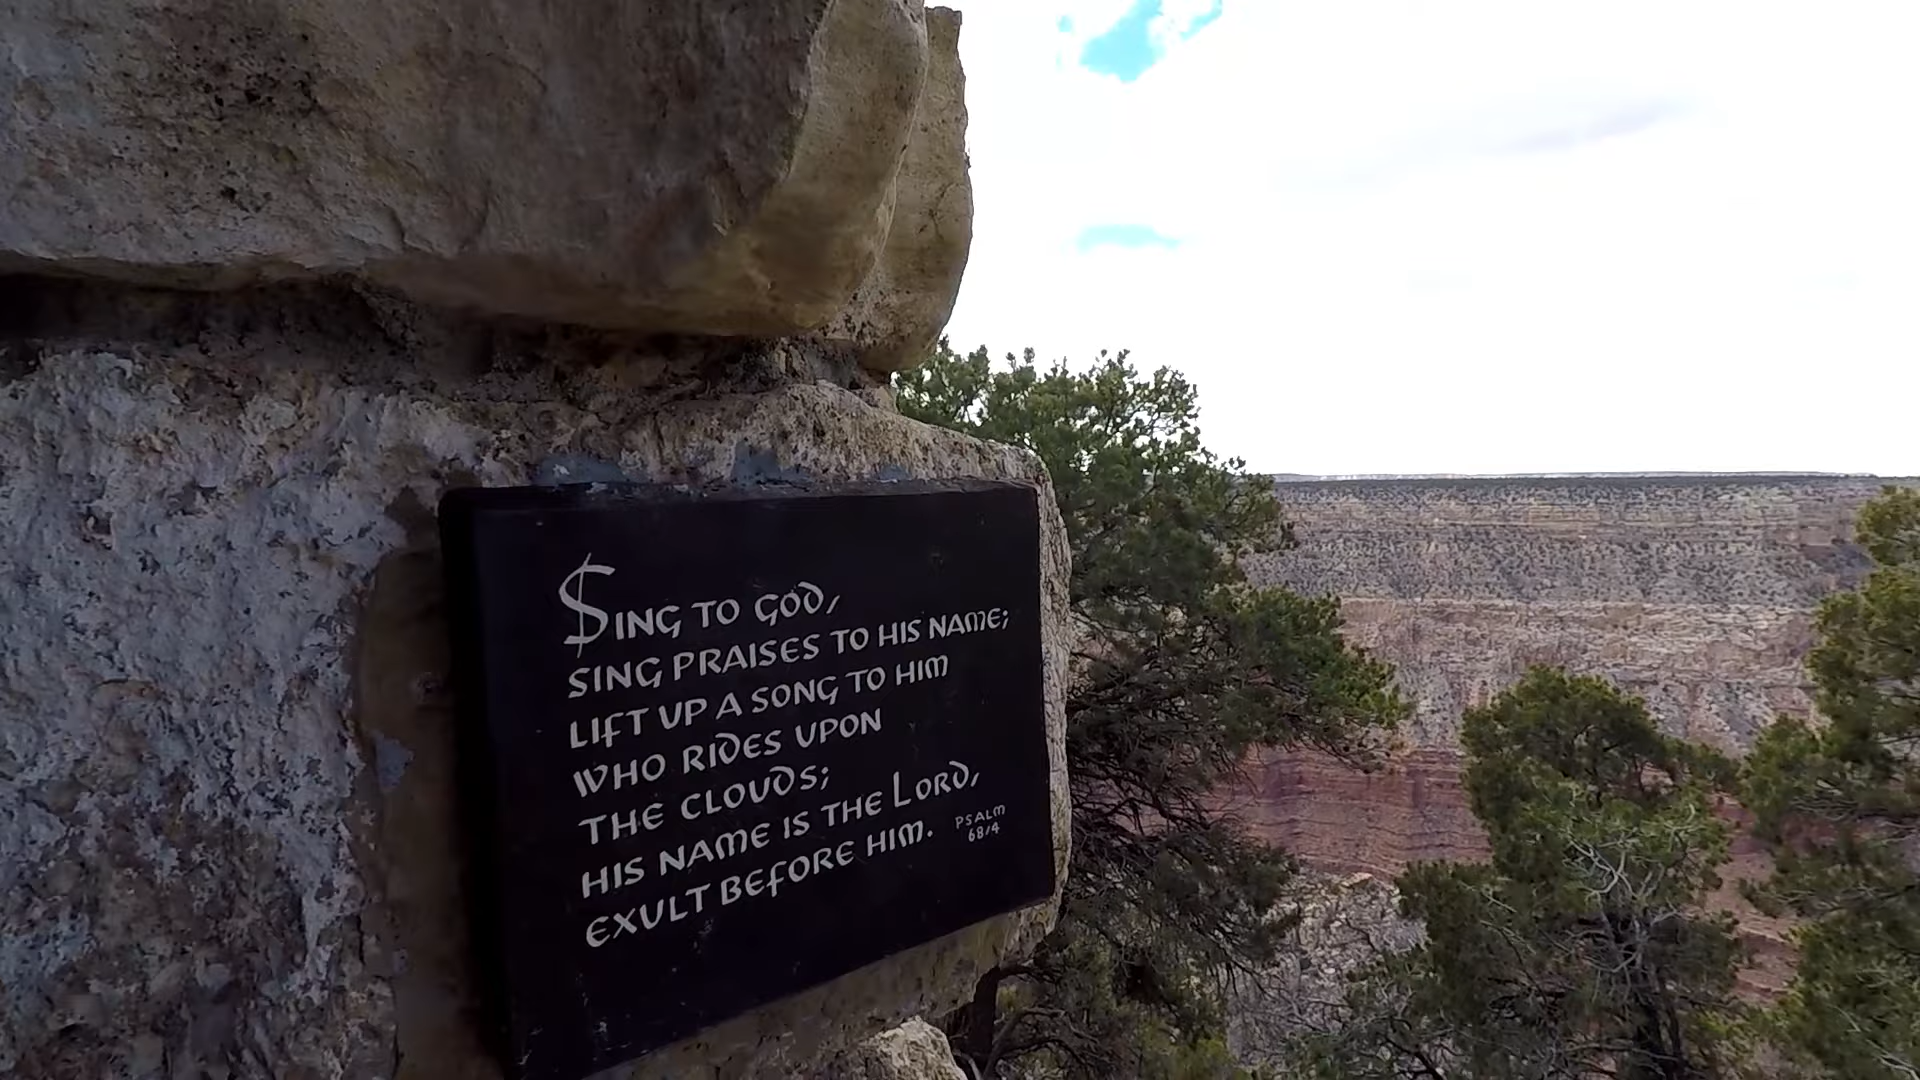 SING TO GOD,
SING PRAISES TO HIS NAME;
LIFT UP A SONG TO HIM
WHO RIDES UPON
THE CLOUDS;
HIS NAME IS THE LORD,
EXULT BEFORE HIM.
PSALM
68/4